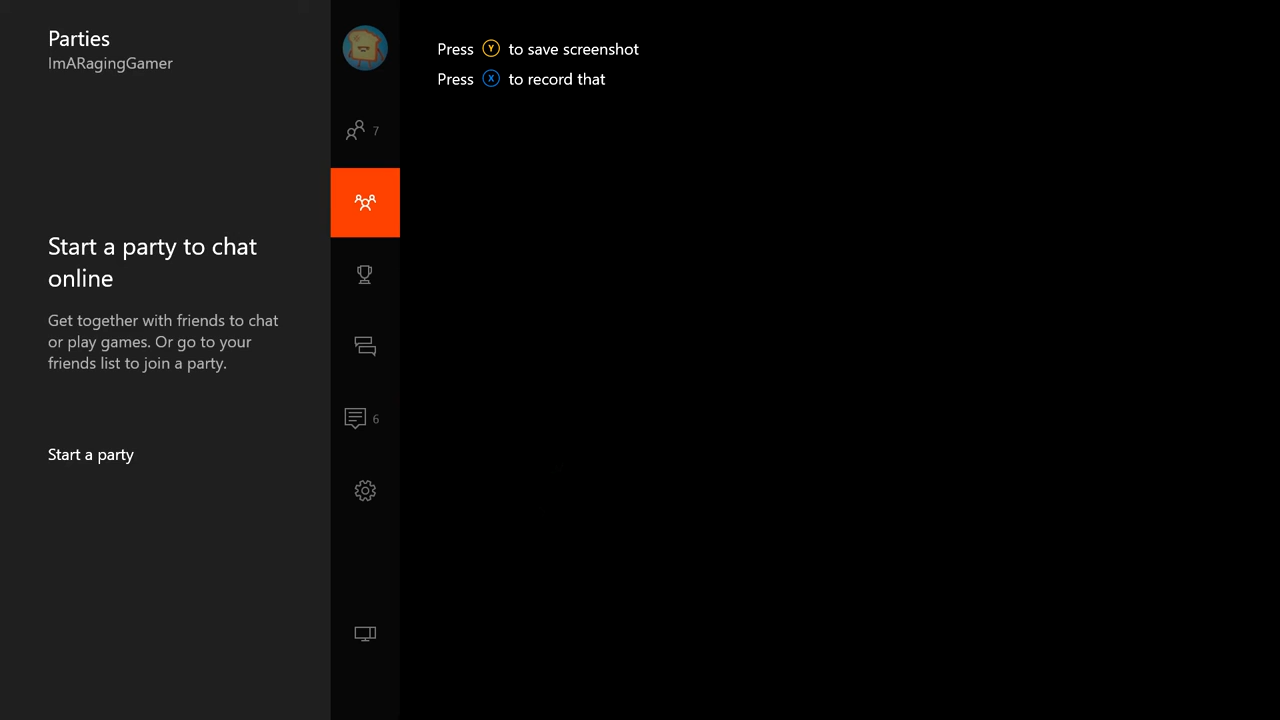 Parties
ImARagingGamer
Start a party to chat
online
Get together with friends to chat
or play games. Or go to your
friends list to join a party.
Start a party
7
6
Press Y to save screenshot
Press X to record that